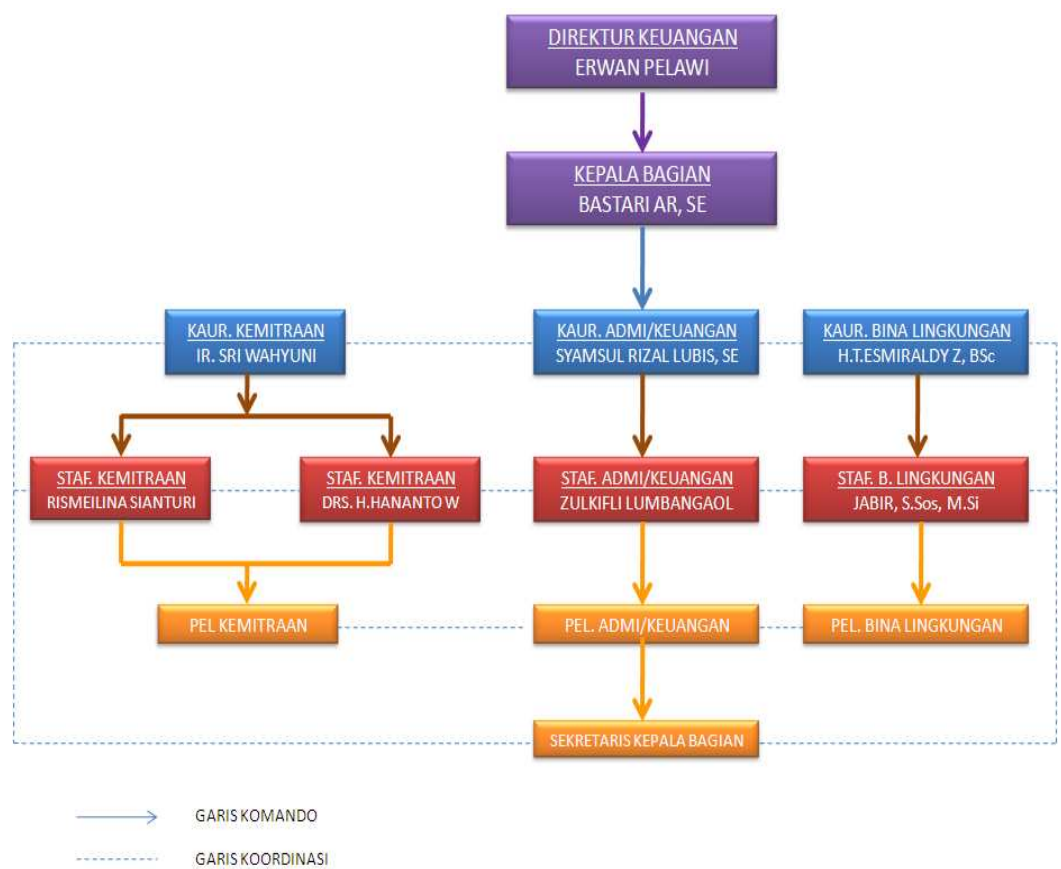 DIREKTUR KEUANGAN
ERWAN PELAWI
KEPALA BAGIAN
BASTARI AR, SE
KAUR. KEMITRAAN
IR. SRI WAHYUNI
KAUR. ADMI/KEUANGAN
SYAMSUL RIZAL LUBIS, SE
KAUR. BINA LINGKUNGAN
H.T.ESMIRALDY Z, BSc
STAF. KEMITRAAN
RISMEILINA SIANTURI
STAF. KEMITRAAN
DRS. H.HANANTO W
STAF. ADMI/KEUANGAN
ZULKIFLI LUMBANGAOL
STAF. B. LINGKUNGAN
JABIR, S.Sos, M.Si
PEL KEMITRAAN
PEL. ADMI/KEUANGAN
PEL. BINA LINGKUNGAN
SEKRETARIS KEPALA BAGIAN
GARIS KOMANDO
GARIS KOORDINASI